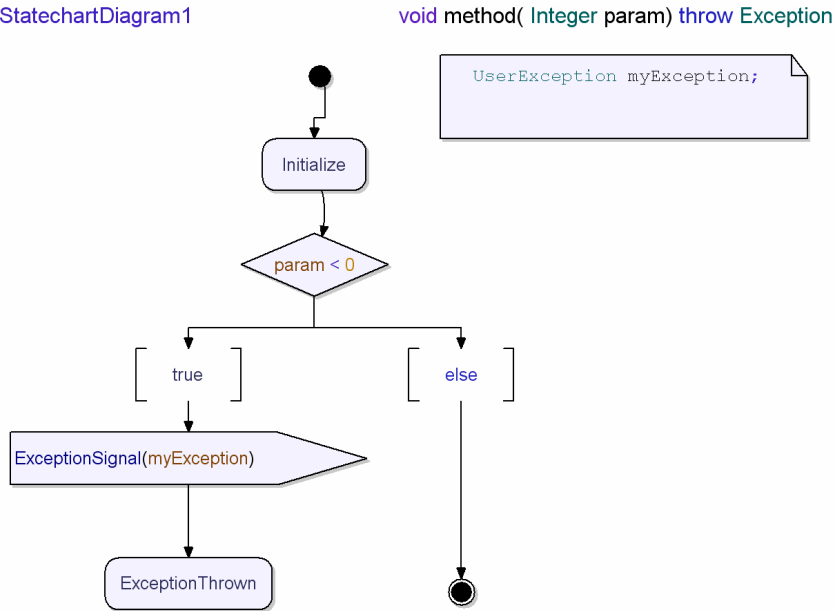 StatechartDiagram1
void method( Integer param) throw Exception
UserException myException;
Initialize
param < 0
true
else
ExceptionSignal(myException)
ExceptionThrown